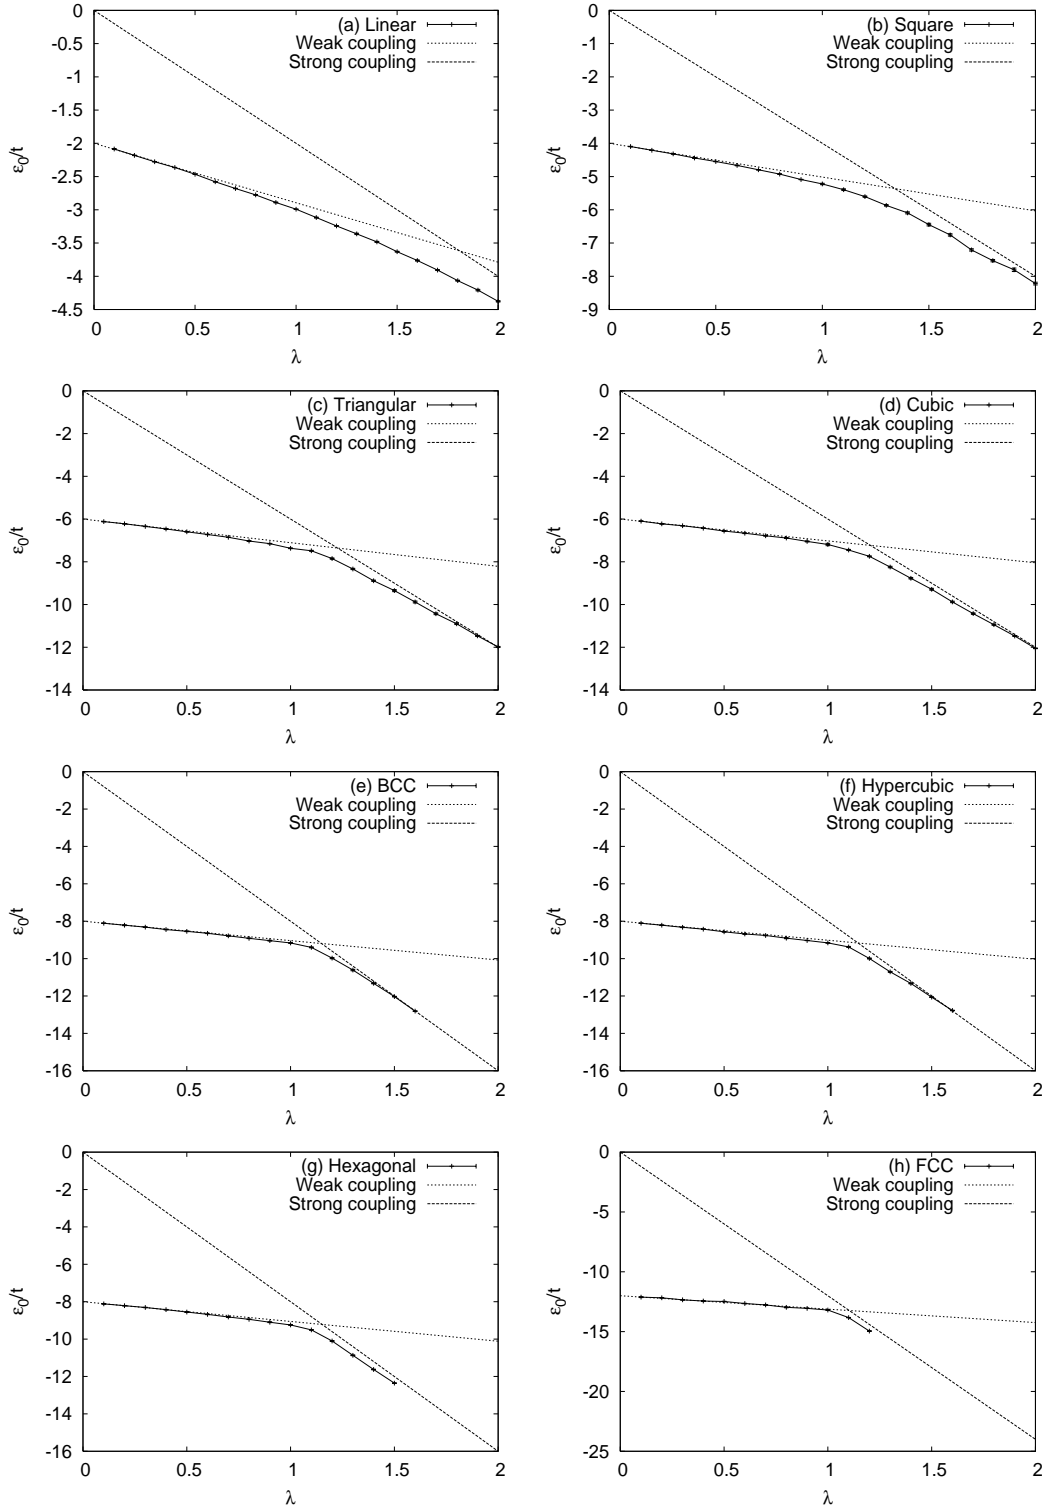 0
-0.5
-1
-1.5
-2
-2.5
-3
-3.5
-4
-4.5
ε0/t
0 0.5 1 1.5 2
λ
(a) Linear
Weak coupling
Strong coupling
0
-1
-2
-3
-4
-5
-6
-7
-8
-9
ε0/t
0 0.5 1 1.5 2
λ
(b) Square
Weak coupling
Strong coupling
0
-2
-4
-6
-8
-10
-12
-14
ε0/t
0 0.5 1 1.5 2
λ
(c) Triangular
Weak coupling
Strong coupling
0
-2
-4
-6
-8
-10
-12
-14
ε0/t
0 0.5 1 1.5 2
λ
(d) Cubic
Weak coupling
Strong coupling
0
-2
-4
-6
-8
-10
-12
-14
-16
ε0/t
0 0.5 1 1.5 2
λ
(e) BCC
Weak coupling
Strong coupling
0
-2
-4
-6
-8
-10
-12
-14
-16
ε0/t
0 0.5 1 1.5 2
λ
(f) Hypercubic
Weak coupling
Strong coupling
0
-2
-4
-6
-8
-10
-12
-14
-16
ε0/t
0 0.5 1 1.5 2
λ
(g) Hexagonal
Weak coupling
Strong coupling
0
-5
-10
-15
-20
-25
ε0/t
0 0.5 1 1.5 2
λ
(h) FCC
Weak coupling
Strong coupling